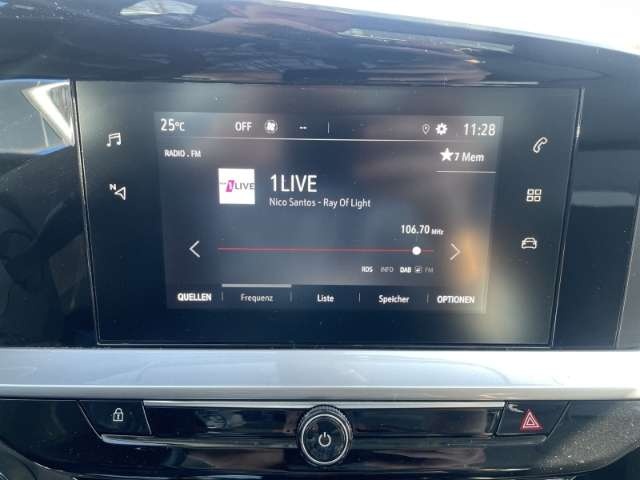 25°C OFF -- 11:28
RADIO . FM
7 Mem
1LIVE
1LIVE
Nico Santos - Ray Of Light
N
106.70 MHz
RDS INFO DAB FM
QUELLEN Frequenz Liste Speicher OPTIONEN